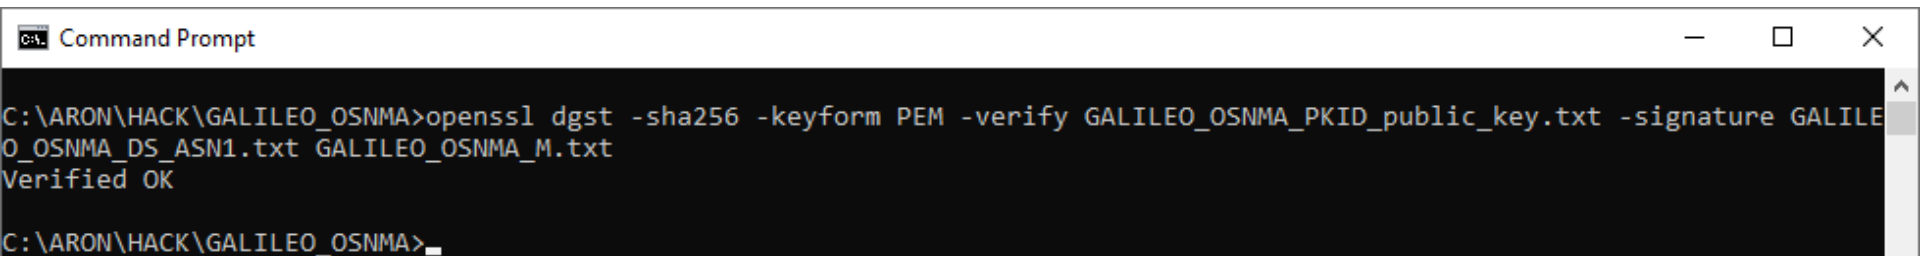 Command Prompt
C:\ARON\HACK\GALILEO_OSNMA>openssl dgst -sha256 -keyform PEM -verify GALILEO_OSNMA_PKID_public_key.txt -signature GALILE
O_OSNMA_DS_ASN1.txt GALILEO_OSNMA_M.txt
Verified OK
C:\ARON\HACK\GALILEO_OSNMA>